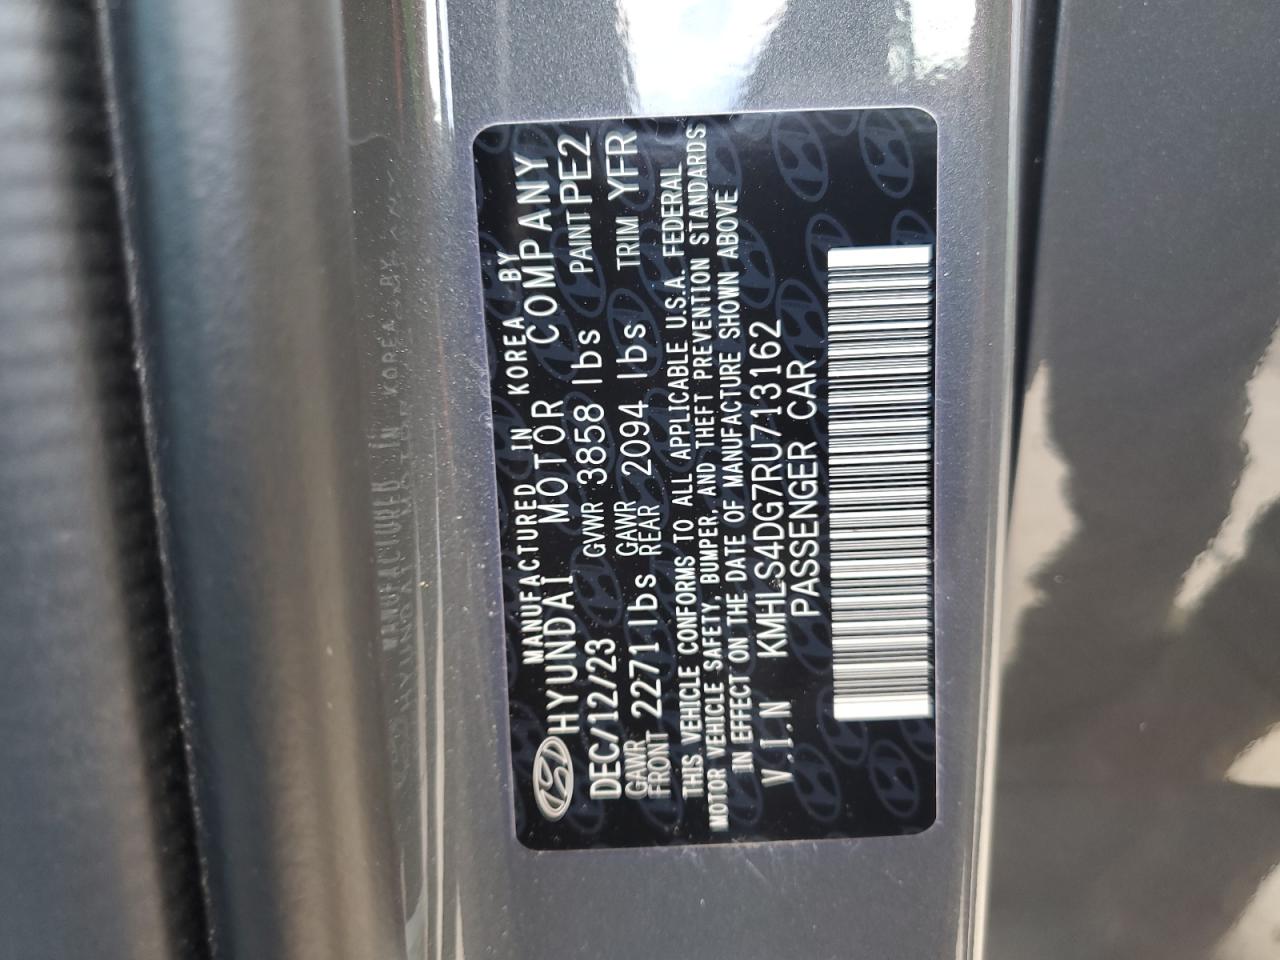 MANUFACTURED IN KOREA BY
HYUNDAI MOTOR COMPANY
DEC/12/23 GVWR 3858 lbs PAINT PE2
GAWR FRONT 2271 lbs GAWR REAR 2094 lbs TRIM YFR
THIS VEHICLE CONFORMS TO ALL APPLICABLE U.S.A. FEDERAL
MOTOR VEHICLE SAFETY, BUMPER, AND THEFT PREVENTION STANDARDS
IN EFFECT ON THE DATE OF MANUFACTURE SHOWN ABOVE
V.I.N KMHLS4DG7RU713162
PASSENGER CAR